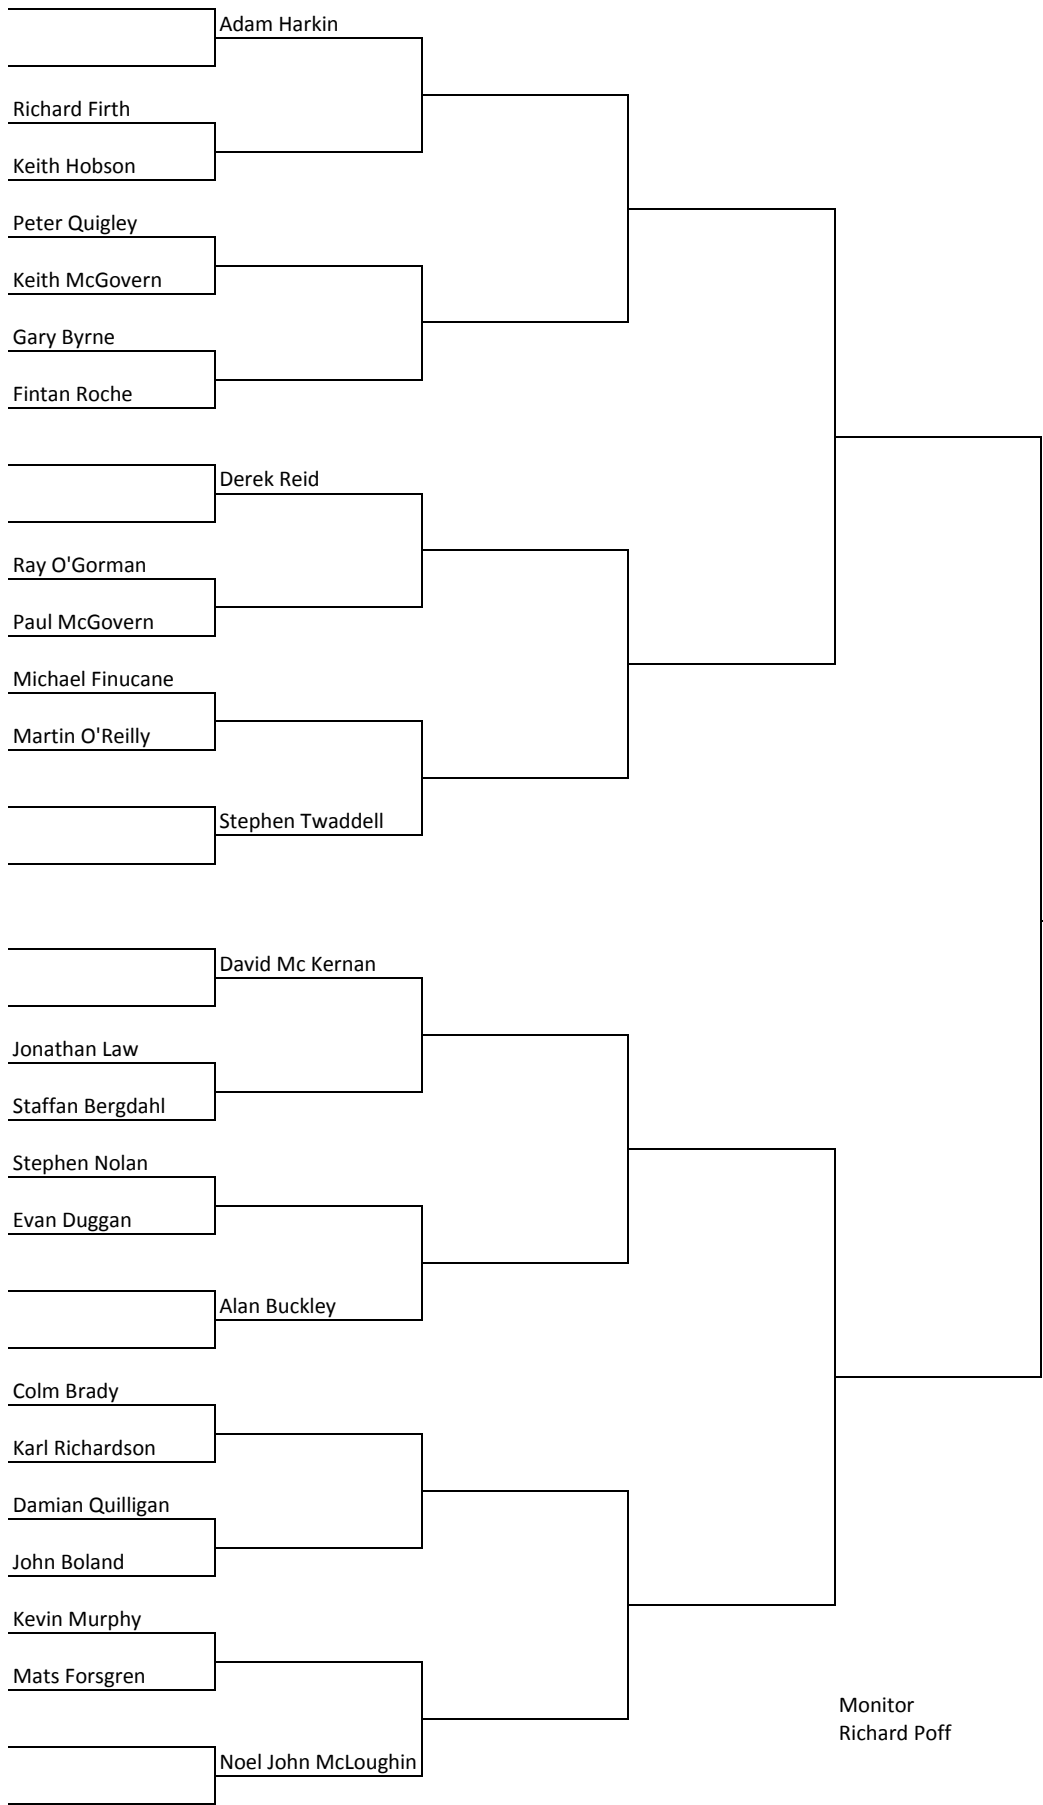 Adam Harkin
Richard Firth
Keith Hobson
Peter Quigley
Keith McGovern
Gary Byrne
Fintan Roche
Derek Reid
Ray O'Gorman
Paul McGovern
Michael Finucane
Martin O'Reilly
Stephen Twaddell
David Mc Kernan
Jonathan Law
Staffan Bergdahl
Stephen Nolan
Evan Duggan
Alan Buckley
Colm Brady
Karl Richardson
Damian Quilligan
John Boland
Kevin Murphy
Mats Forsgren
Monitor
Richard Poff
Noel John McLoughin